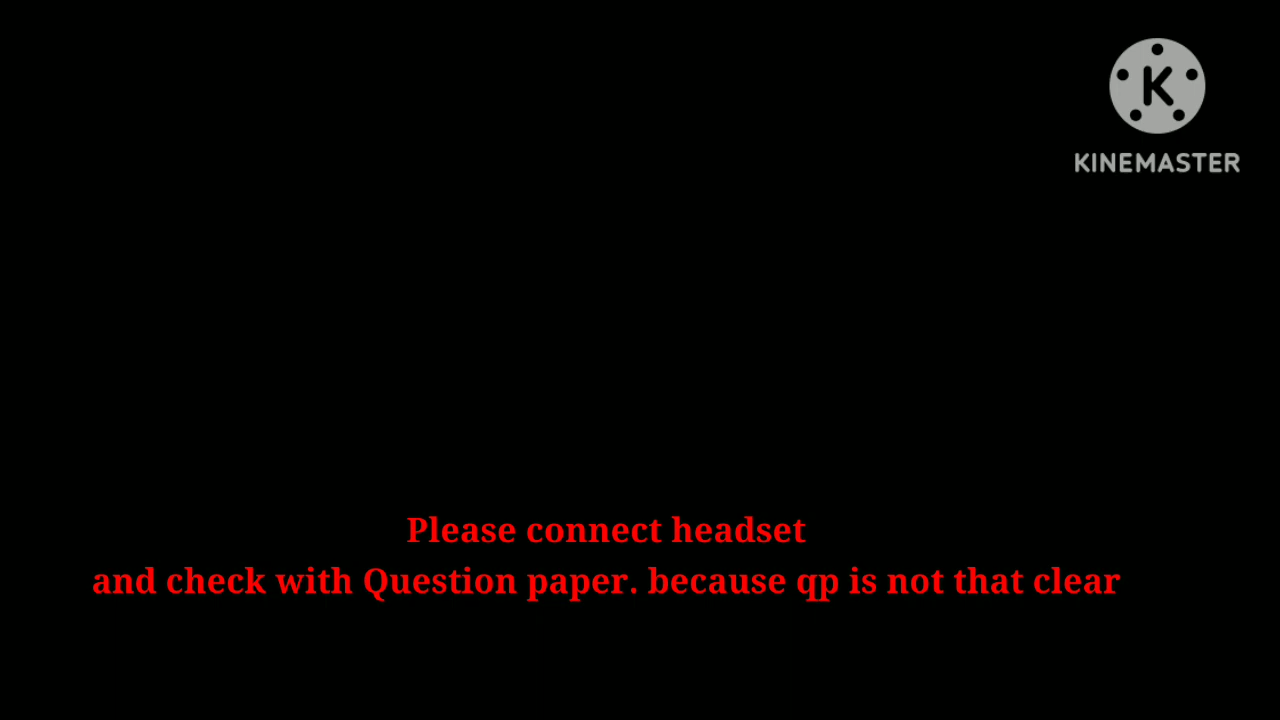 K
KINEMASTER
Please connect headset
and check with Question paper. because qp is not that clear